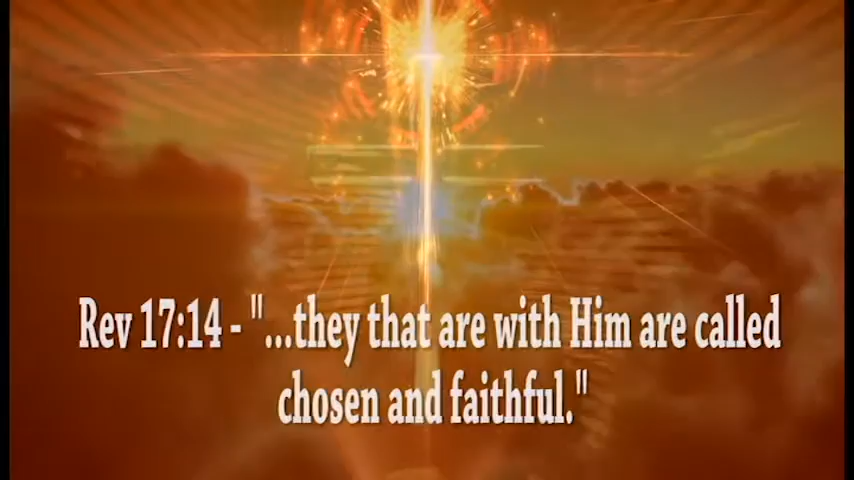 Rev 17:14 - "...they that are with Him are called
chosen and faithful."